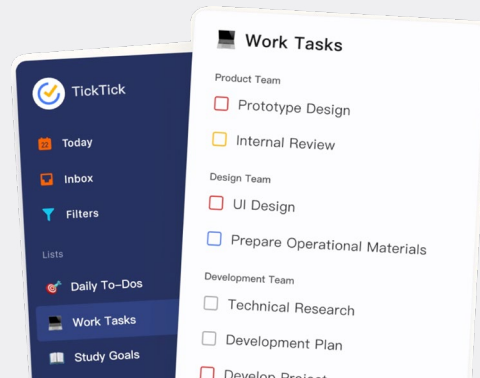 TickTick
22
Today
Inbox
Filters
Lists
Daily To-Dos
Work Tasks
Study Goals
Work Tasks
Product Team
Prototype Design
Internal Review
Design Team
UI Design
Prepare Operational Materials
Development Team
Technical Research
Development Plan
Develop Project